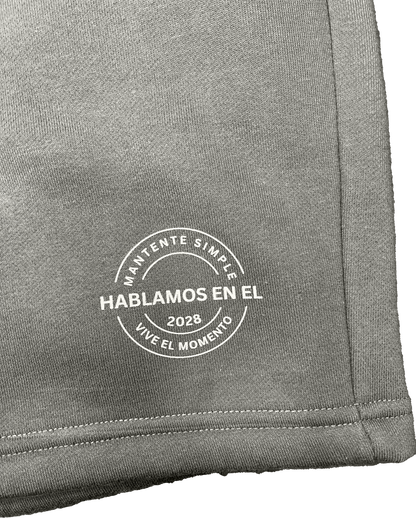 MANTENTE SIMPLE
HABLAMOS EN EL
2028
VIVE EL MOMENTO